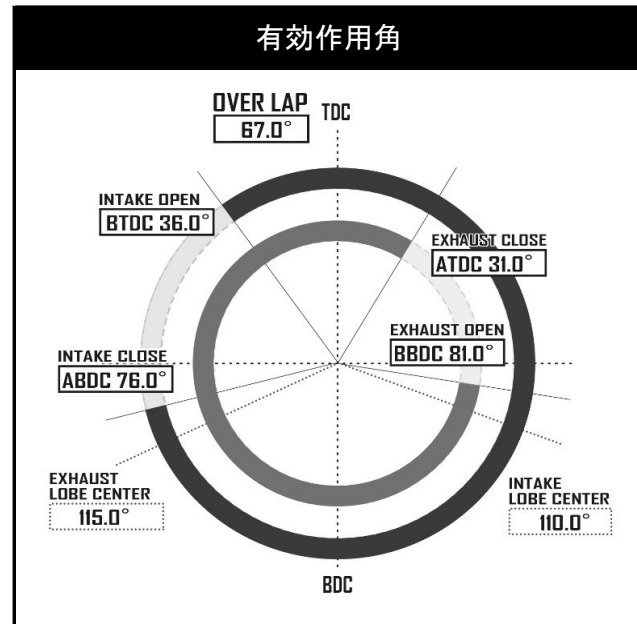 有効作用角
OVER LAP
67.0°
TDC
INTAKE OPEN
BTDC 36.0°
EXHAUST CLOSE
ATDC 31.0°
EXHAUST OPEN
BBDC 81.0°
INTAKE CLOSE
ABDC 76.0°
EXHAUST
LOBE CENTER
115.0°
INTAKE
LOBE CENTER
110.0°
BDC